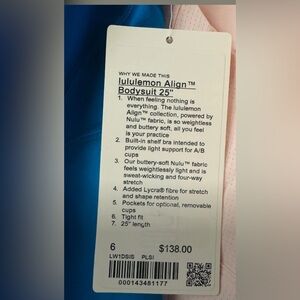 WHY WE MADE THIS
lululemon Align™
Bodysuit 25"
1. When feeling nothing is
everything. The lululemon
Align™ collection, powered by
Nulu™ fabric, is so weightless
and buttery soft, all you feel
is your practice
2. Built-in shelf bra intended to
provide light support for A/B
cups
3. Our buttery-soft Nulu™ fabric
feels weightlessly light and is
sweat-wicking and four-way
stretch
4. Added Lycra® fibre for stretch
and shape retention
5. Pockets for optional, removable
cups
6. Tight fit
7. 25" length
6 $138.00
LW1DSIS PLSI
000143481177